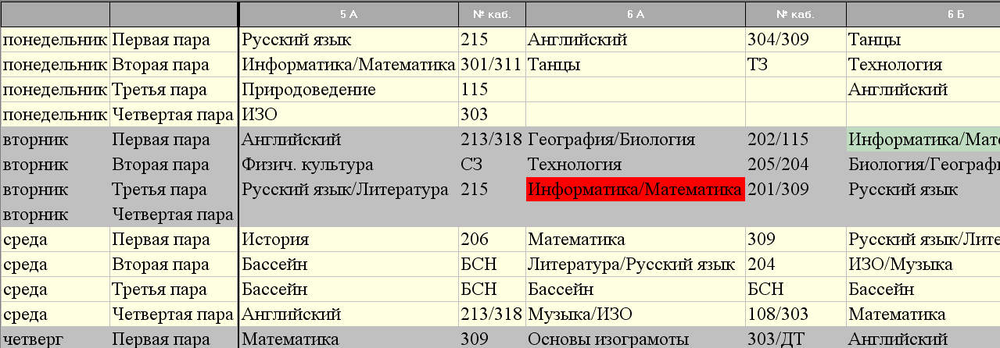 5 А № каб. 6 А № каб. 6 Б
понедельник Первая пара Русский язык 215 Английский 304/309 Танцы
понедельник Вторая пара Информатика/Математика 301/311 Танцы ТЗ Технология
понедельник Третья пара Природоведение 115 Английский
понедельник Четвертая пара ИЗО 303
вторник Первая пара Английский 213/318 География/Биология 202/115 Информатика/Мате
вторник Вторая пара Физич. культура СЗ Технология 205/204 Биология/Географи
вторник Третья пара Русский язык/Литература 215 Информатика/Математика 201/309 Русский язык
вторник Четвертая пара
среда Первая пара История 206 Математика 309 Русский язык/Лите
среда Вторая пара Бассейн БСН Литература/Русский язык 204 ИЗО/Музыка
среда Третья пара Бассейн БСН Бассейн БСН Бассейн
среда Четвертая пара Английский 213/318 Музыка/ИЗО 108/303 Математика
четверг Первая пара Математика 309 Основы изограмоты 303/ДТ Английский